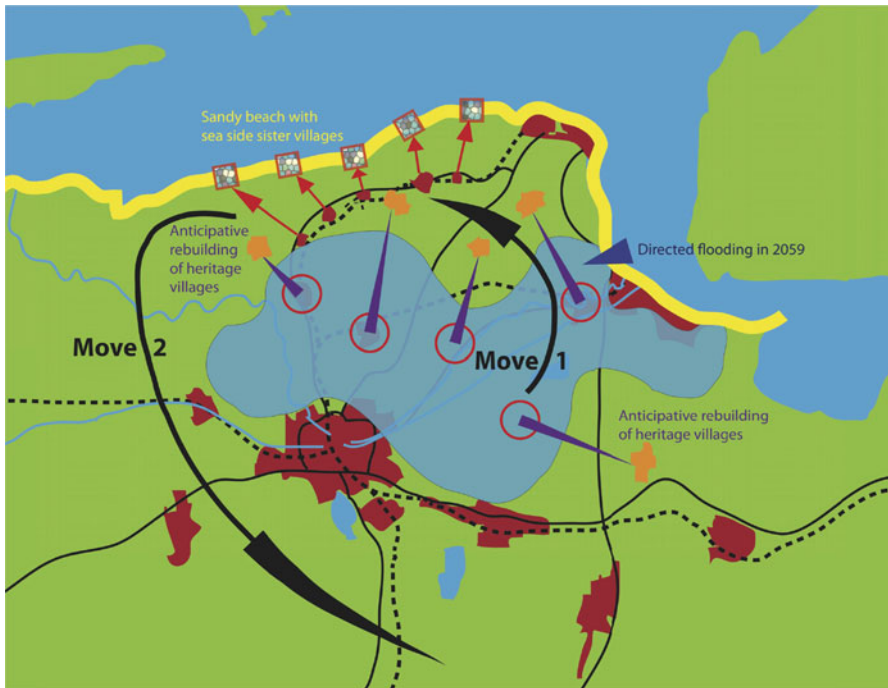 Sandy beach with
sea side sister villages
Anticipative
rebuilding
of heritage
villages
Directed flooding in 2059
Move 2
Move 1
Anticipative rebuilding
of heritage villages